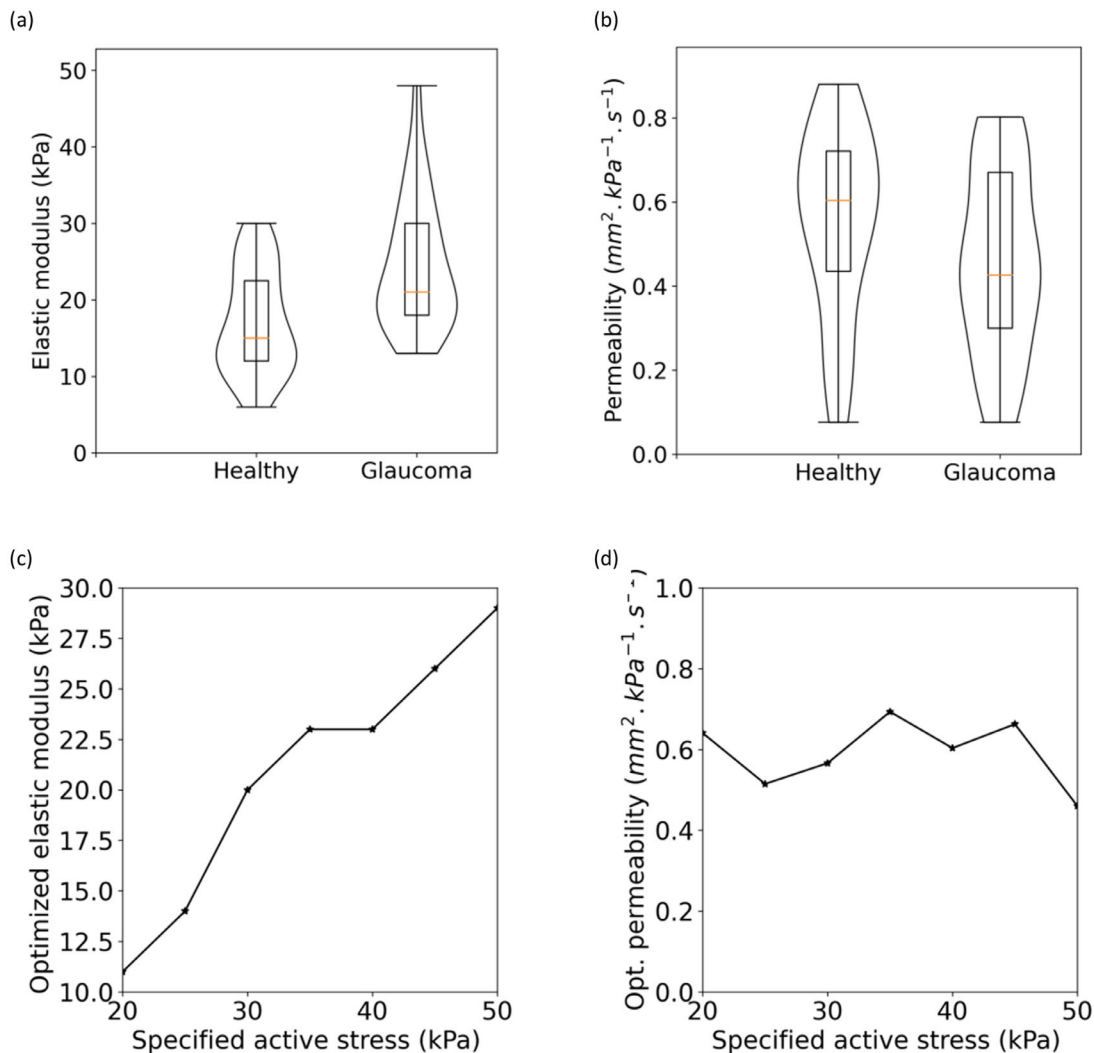 (a)
Elastic modulus (kPa)
50
40
30
20
10
0
Healthy
Glaucoma
(b)
Permeability (mm².kPa⁻¹.s⁻¹)
0.8
0.6
0.4
0.2
0.0
Healthy
Glaucoma
(c)
Optimized elastic modulus (kPa)
30.0
27.5
25.0
22.5
20.0
17.5
15.0
12.5
10.0
20
30
40
50
Specified active stress (kPa)
(d)
Opt. permeability (mm².kPa⁻¹.s
1.0
0.8
0.6
0.4
0.2
0.0
20
30
40
50
Specified active stress (kPa)